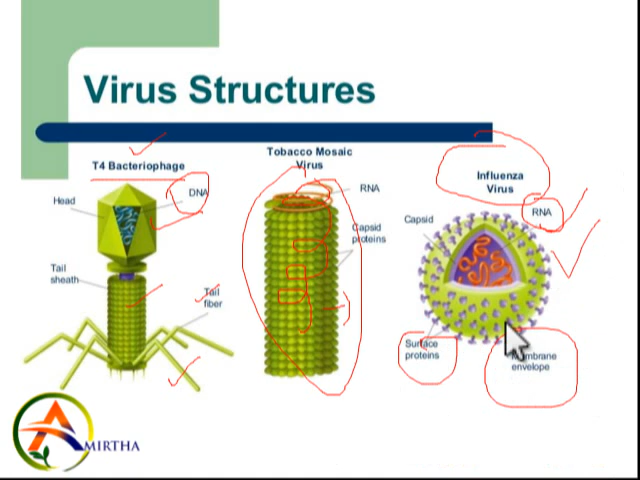 Virus Structures
T4 Bacteriophage
DNA
Head
Tail
sheath
Tail
fiber
Tobacco Mosaic
Virus
RNA
Capsid
proteins
Influenza
Virus
RNA
Capsid
Surface
proteins
envelope
MIRTHA